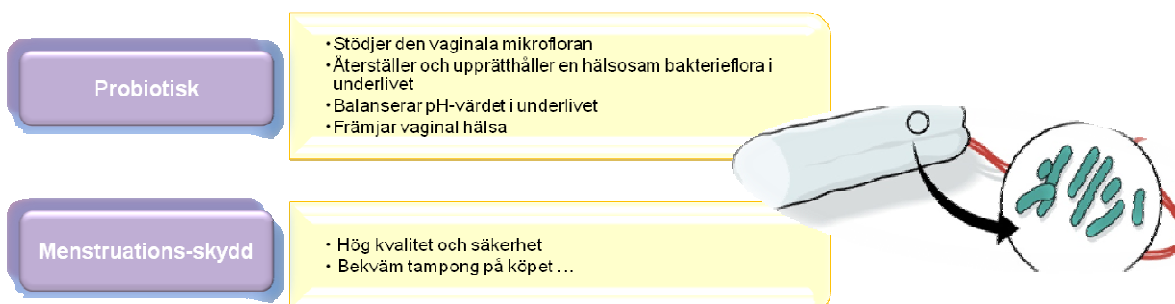 Probiotisk
• Stödjer den vaginala mikrofloran
• Återställer och upprätthåller en hälsosam bakterieflora i
underlivet
• Balanserar pH-värdet i underlivet
• Främjar vaginal hälsa
Menstruations-skydd
• Hög kvalitet och säkerhet
• Bekväm tampong på köpet ...